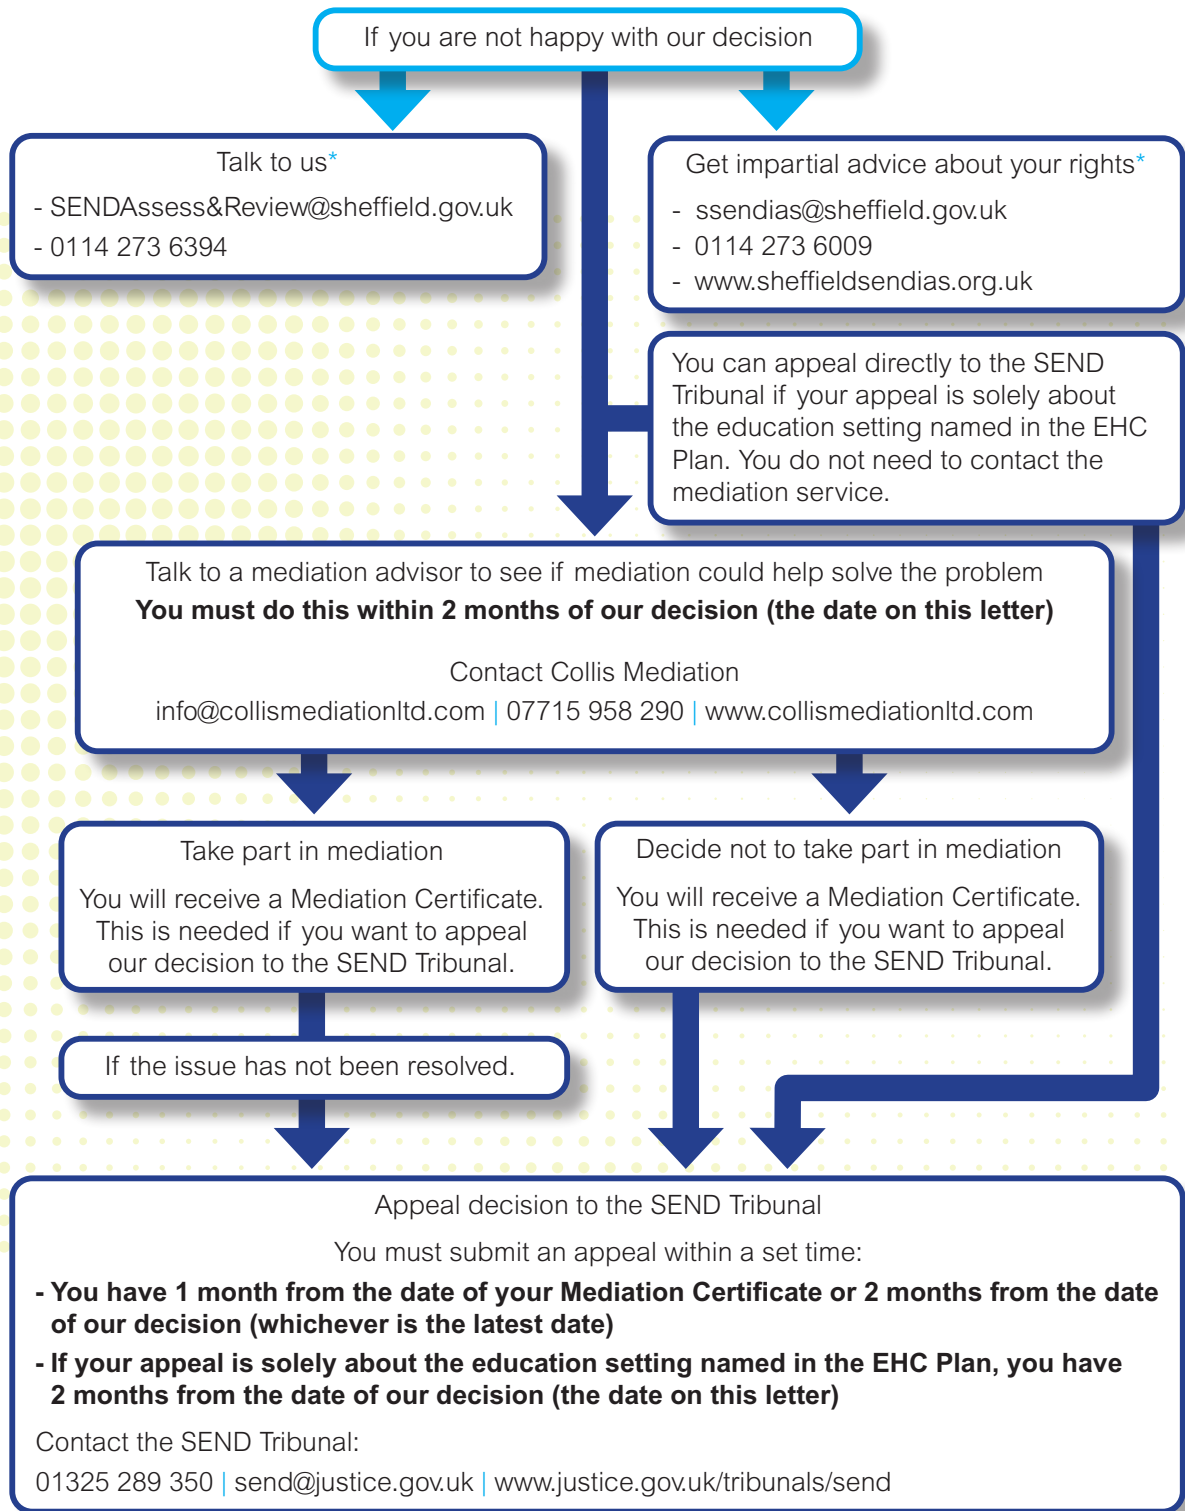 If you are not happy with our decision
Talk to us*
- SENDAssess&Review@sheffield.gov.uk
- 0114 273 6394
Get impartial advice about your rights*
- ssendias@sheffield.gov.uk
- 0114 273 6009
- www.sheffieldsendias.org.uk
You can appeal directly to the SEND
Tribunal if your appeal is solely about
the education setting named in the EHC
Plan. You do not need to contact the
mediation service.
Talk to a mediation advisor to see if mediation could help solve the problem
You must do this within 2 months of our decision (the date on this letter)
Contact Collis Mediation
info@collismediationltd.com | 07715 958 290 | www.collismediationltd.com
Take part in mediation
You will receive a Mediation Certificate.
This is needed if you want to appeal
our decision to the SEND Tribunal.
Decide not to take part in mediation
You will receive a Mediation Certificate.
This is needed if you want to appeal
our decision to the SEND Tribunal.
If the issue has not been resolved.
Appeal decision to the SEND Tribunal
You must submit an appeal within a set time:
- You have 1 month from the date of your Mediation Certificate or 2 months from the date
of our decision (whichever is the latest date)
- If your appeal is solely about the education setting named in the EHC Plan, you have
2 months from the date of our decision (the date on this letter)
Contact the SEND Tribunal:
01325 289 350 | send@justice.gov.uk | www.justice.gov.uk/tribunals/send